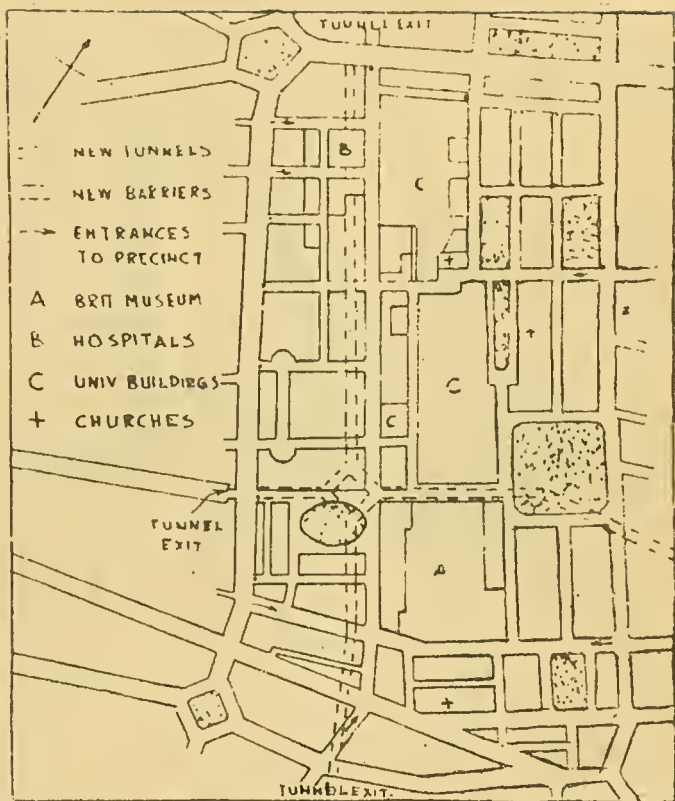 TUNNEL EXIT
NEW TUNNELS
NEW BARRIERS
ENTRANCES
TO PRECINCT
A BRIT MUSEUM
B HOSPITALS
C UNIV BUILDINGS
+ CHURCHES
B
C
C
C
A
TUNNEL
EXIT
TUNNEL EXIT.